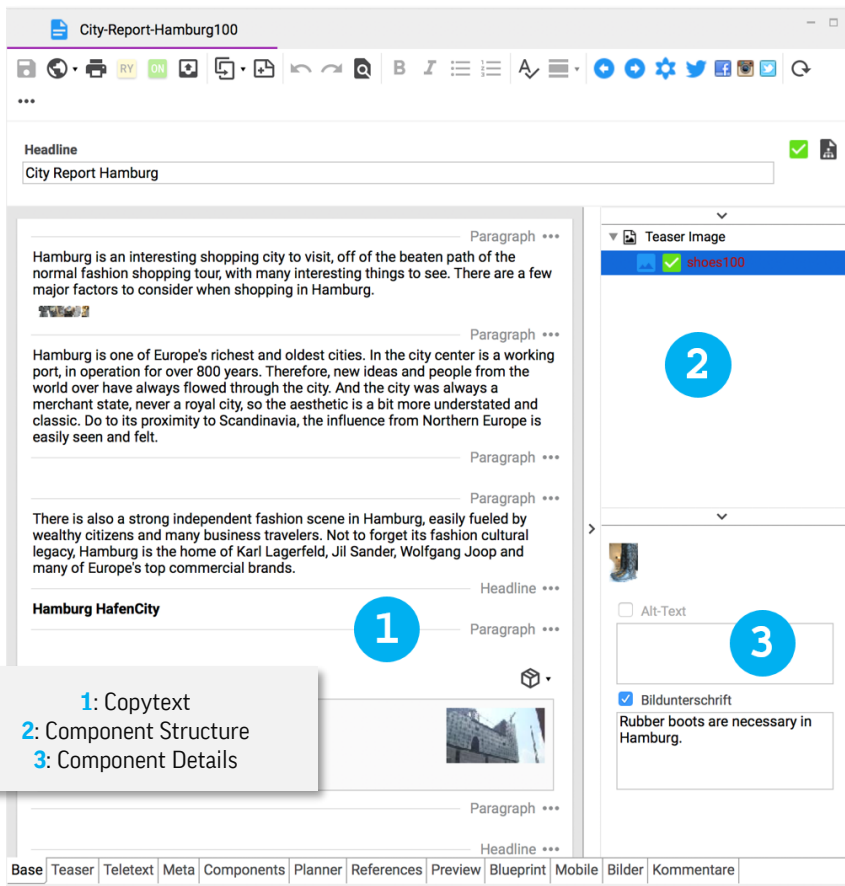 City-Report-Hamburg100
RY
ON
B I
Headline
City Report Hamburg
Paragraph
Hamburg is an interesting shopping city to visit, off of the beaten path of the
normal fashion shopping tour, with many interesting things to see. There are a few
major factors to consider when shopping in Hamburg.
Paragraph
Hamburg is one of Europe's richest and oldest cities. In the city center is a working
port, in operation for over 800 years. Therefore, new ideas and people from the
world over have always flowed through the city. And the city was always a
merchant state, never a royal city, so the aesthetic is a bit more understated and
classic. Do to its proximity to Scandinavia, the influence from Northern Europe is
easily seen and felt.
Paragraph
Paragraph
There is also a strong independent fashion scene in Hamburg, easily fueled by
wealthy citizens and many business travelers. Not to forget its fashion cultural
legacy, Hamburg is the home of Karl Lagerfeld, Jil Sander, Wolfgang Joop and
many of Europe's top commercial brands.
Headline
Hamburg HafenCity
Paragraph
1
1: Copytext
2: Component Structure
3: Component Details
Paragraph
Headline
Teaser Image
shoes100
2
Alt-Text
3
Bildunterschrift
Rubber boots are necessary in
Hamburg.
Base Teaser Teletext Meta Components Planner References Preview Blueprint Mobile Bilder Kommentare